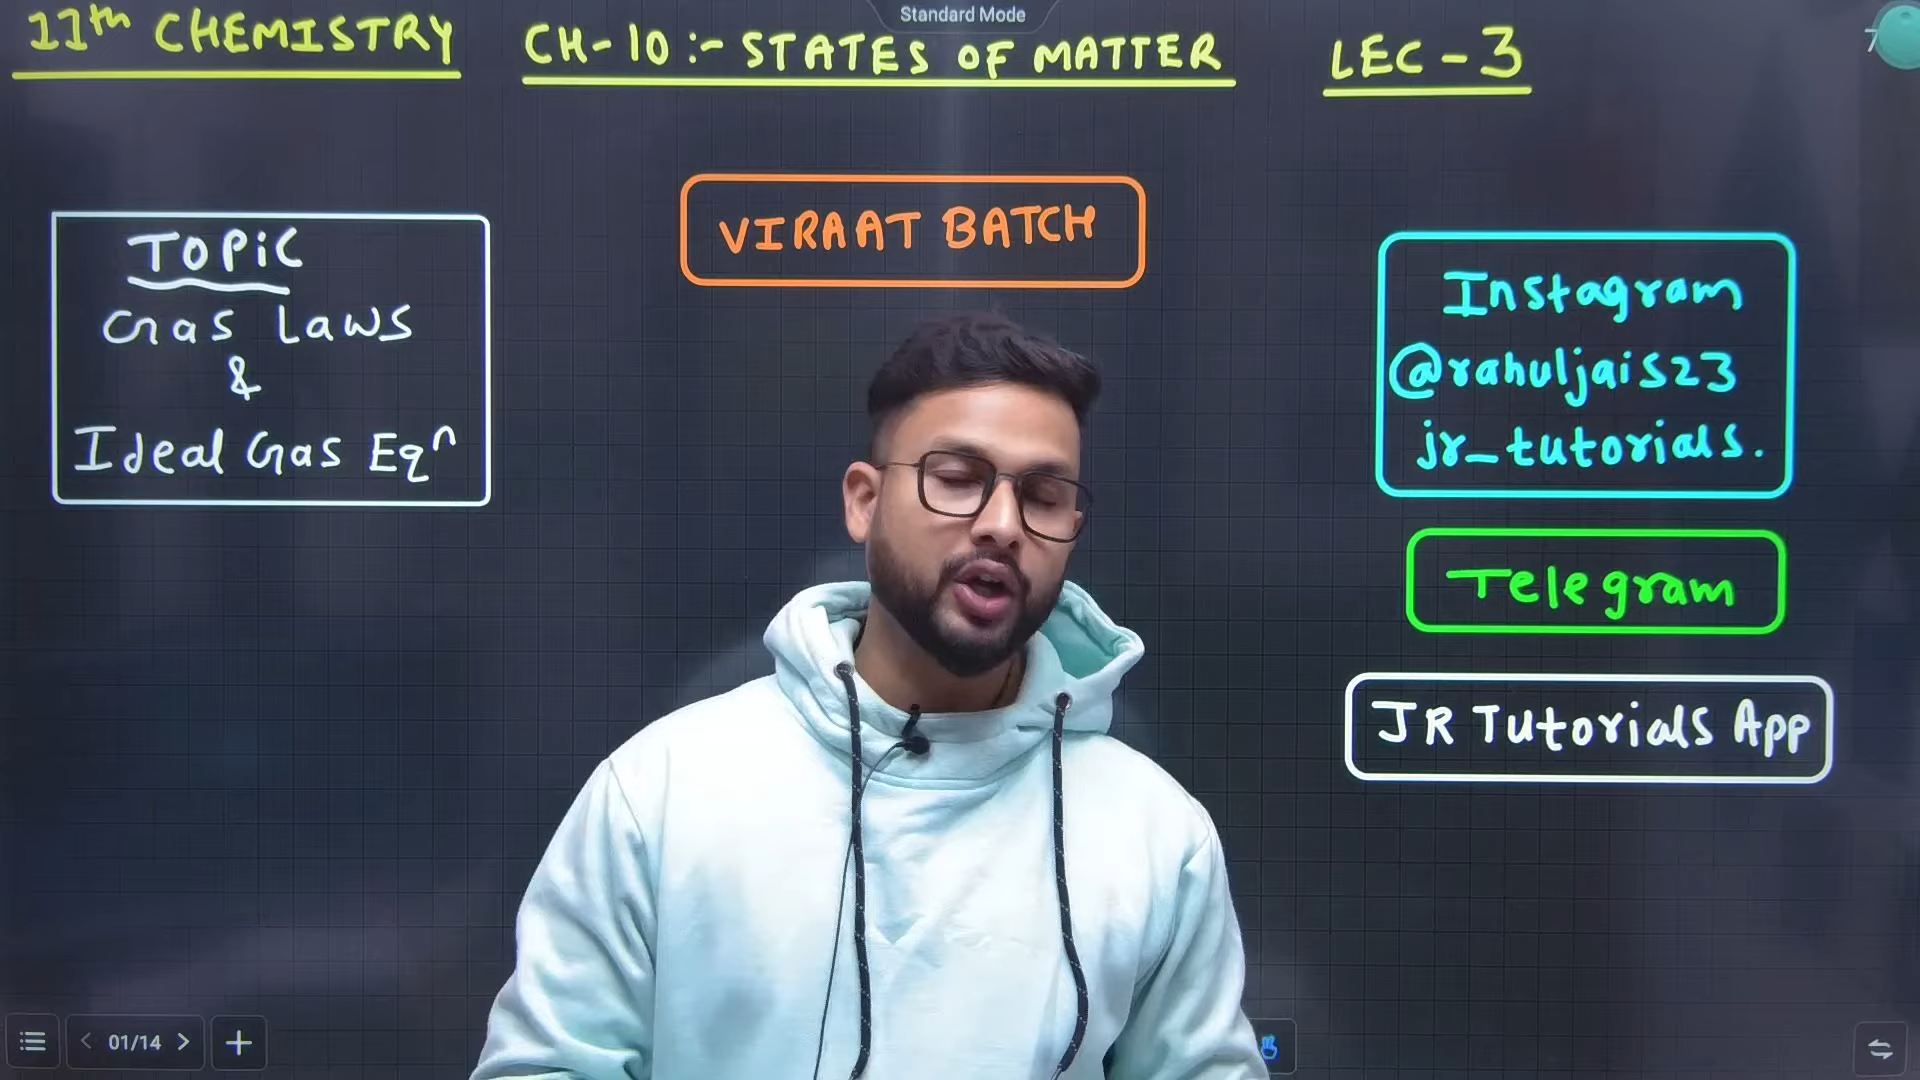 Standard Mode
11th CHEMISTRY CH-10:- STATES OF MATTER LEC-3
VIRAAT BATCH
TOPiC
Gas Laws
&
Ideal Gas Eqn
Instagram
@rahuljais23
jr_tutorials.
Telegram
JR Tutorials App
01/14